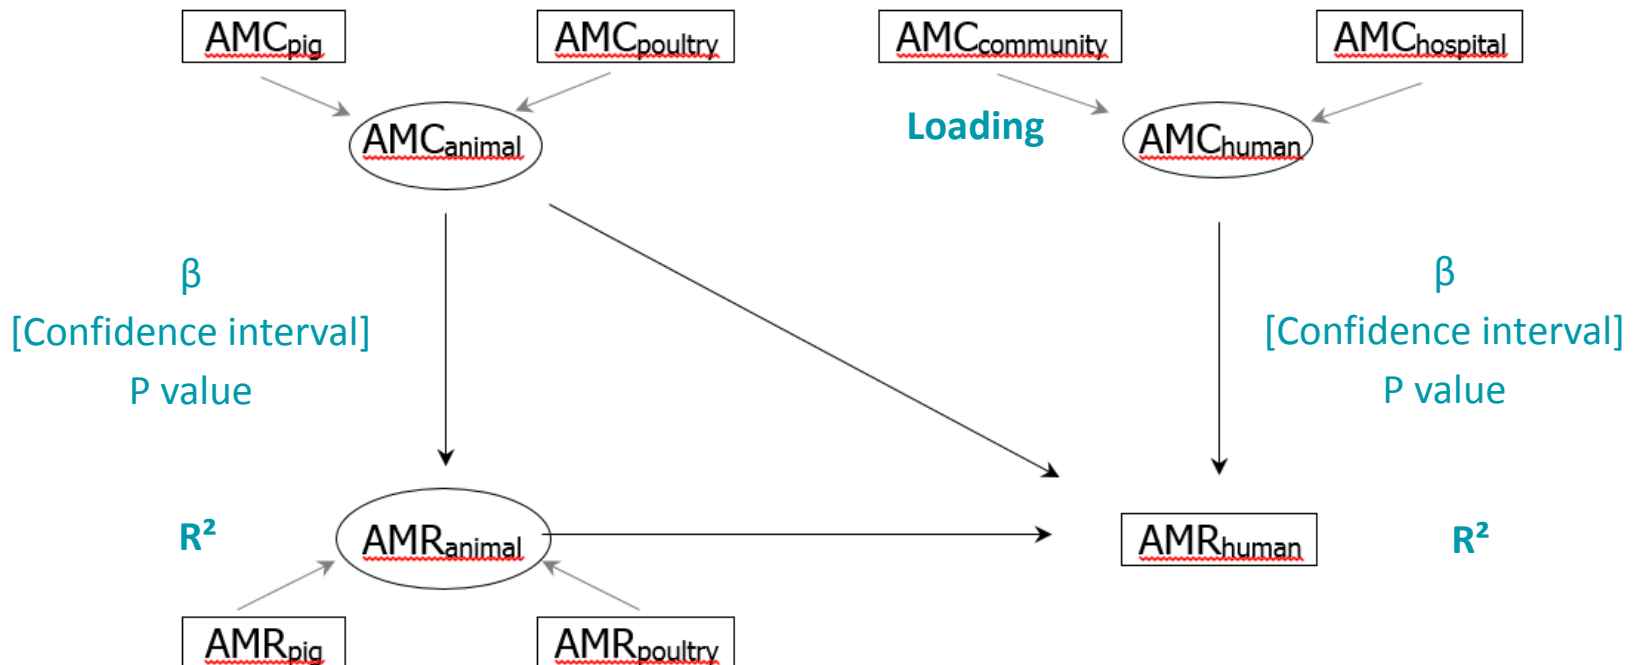 AMCpig
AMCpoultry
AMCcommunity
AMChospital
AMCanimal
Loading
AMChuman
β
[Confidence interval]
P value
β
[Confidence interval]
P value
R²
AMRanimal
AMRhuman
R²
AMRpig
AMRpoultry